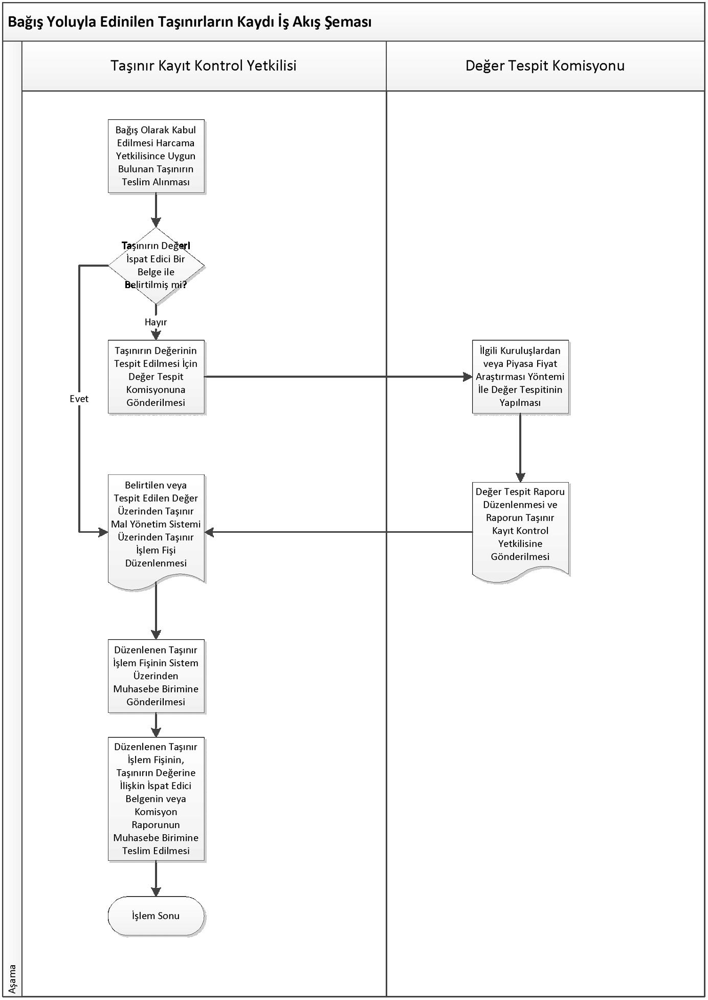 Bağış Yoluyla Edinilen Taşınırların Kaydı İş Akış Şeması
Taşınır Kayıt Kontrol Yetkilisi
Değer Tespit Komisyonu
Bağış Olarak Kabul
Edilmesi Harcama
Yetkilisince Uygun
Bulunan Taşınırın
Teslim Alınması
Taşınırın Değeri
İspat Edici Bir
Belge ile
Belirtilmiş mi?
Hayır
Taşınırın Değerinin
Tespit Edilmesi İçin
Değer Tespit
Komisyonuna
Gönderilmesi
İlgili Kuruluşlardan
veya Piyasa Fiyat
Araştırması Yöntemi
İle Değer Tespitinin
Yapılması
Evet
Belirtilen veya
Tespit Edilen Değer
Üzerinden Taşınır
Mal Yönetim Sistemi
Üzerinden Taşınır
İşlem Fişi
Düzenlenmesi
Değer Tespit Raporu
Düzenlenmesi ve
Raporun Taşınır
Kayıt Kontrol
Yetkilisine
Gönderilmesi
Düzenlenen Taşınır
İşlem Fişinin Sistem
Üzerinden
Muhasebe Birimine
Gönderilmesi
Düzenlenen Taşınır
İşlem Fişinin,
Taşınırın Değerine
İlişkin İspat Edici
Belgenin veya
Komisyon
Raporunun
Muhasebe Birimine
Teslim Edilmesi
İşlem Sonu
Aşama